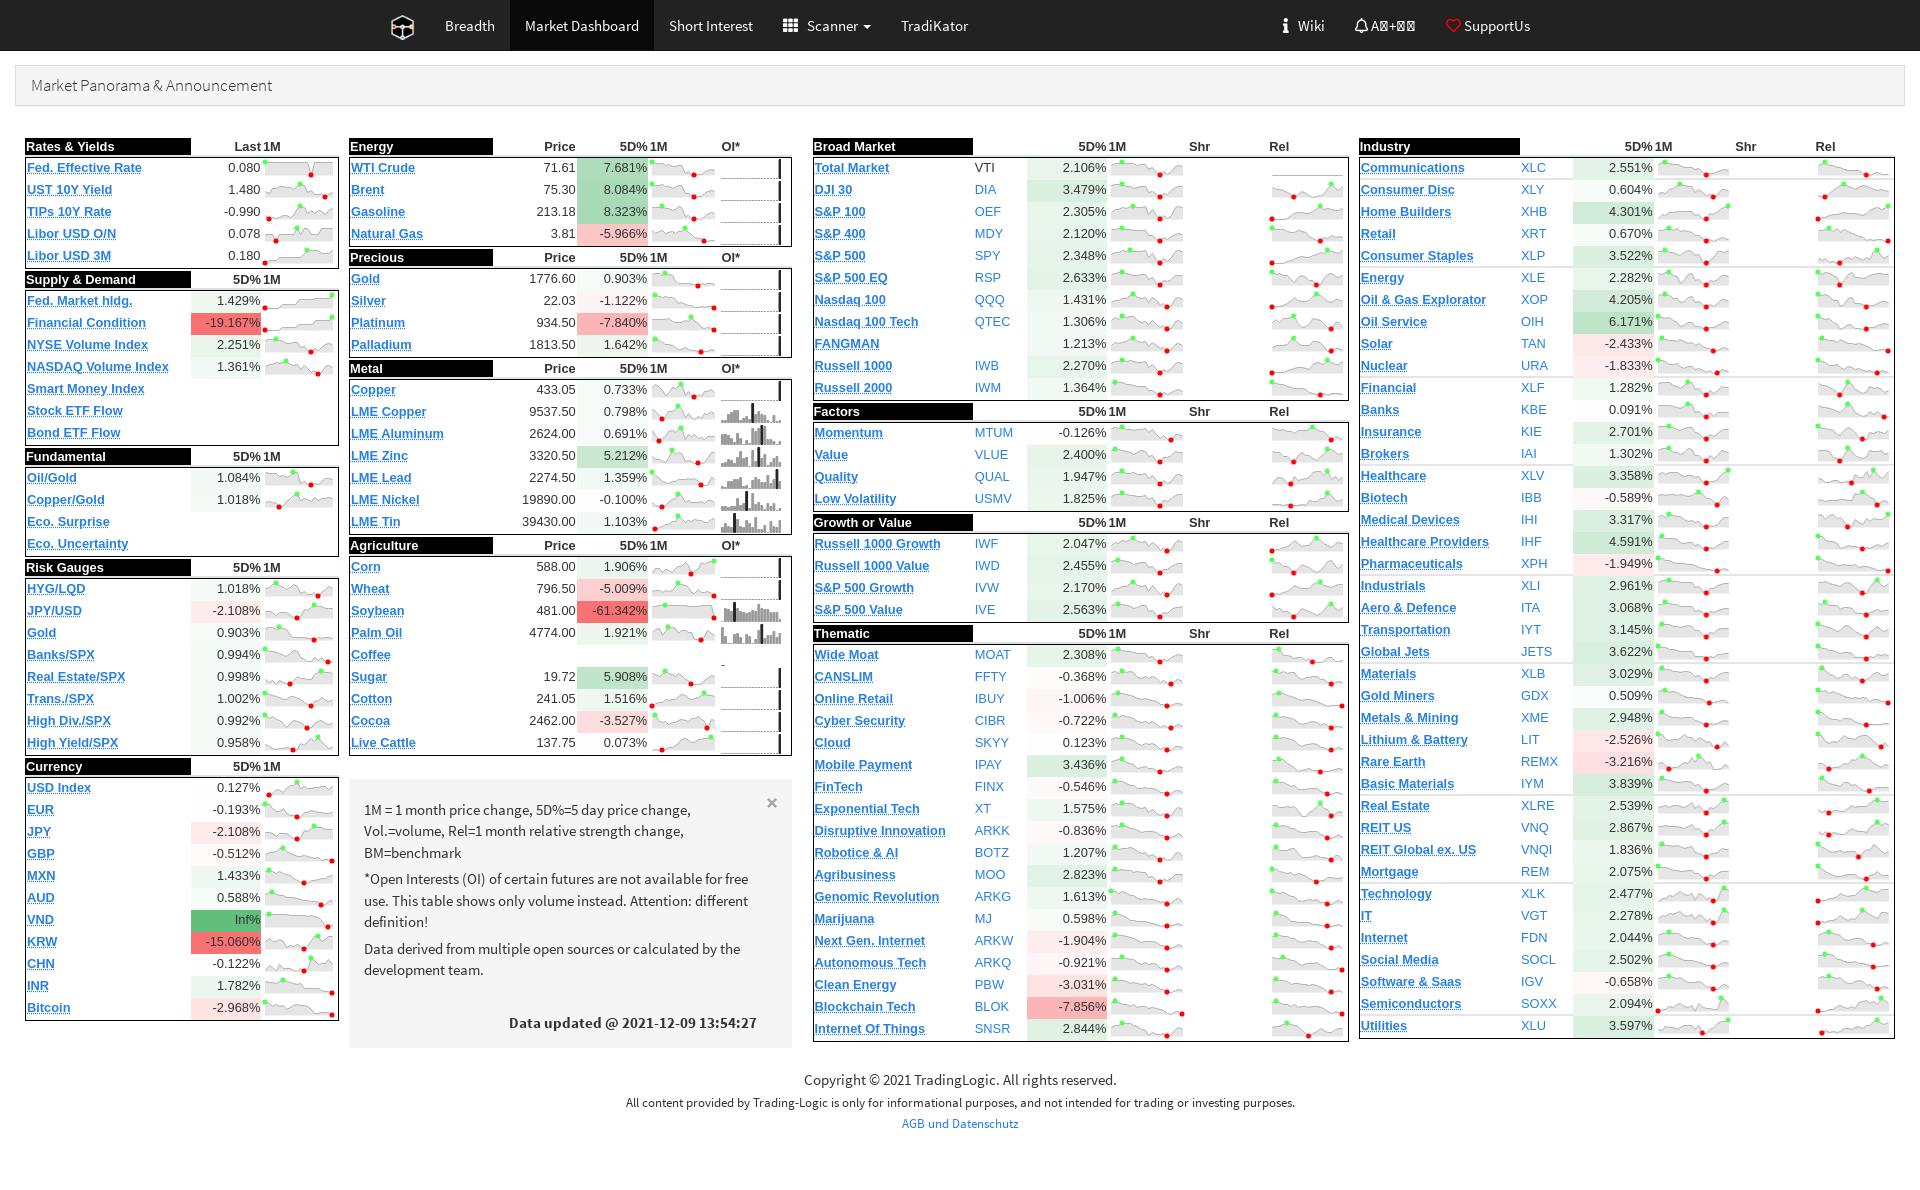 Breadth Market Dashboard Short Interest Scanner TradiKator Wiki SupportUs
Market Panorama & Announcement
Rates & Yields Last 1M
Fed. Effective Rate 0.080
UST 10Y Yield 1.480
TIPs 10Y Rate -0.990
Libor USD O/N 0.078
Libor USD 3M 0.180
Supply & Demand 5D% 1M
Fed. Market hldg. 1.429%
Financial Condition -19.167%
NYSE Volume Index 2.251%
NASDAQ Volume Index 1.361%
Smart Money Index
Stock ETF Flow
Bond ETF Flow
Fundamental 5D% 1M
Oil/Gold 1.084%
Copper/Gold 1.018%
Eco. Surprise
Eco. Uncertainty
Risk Gauges 5D% 1M
HYG/LQD 1.018%
JPY/USD -2.108%
Gold 0.903%
Banks/SPX 0.994%
Real Estate/SPX 0.998%
Trans./SPX 1.002%
High Div./SPX 0.992%
High Yield/SPX 0.958%
Currency 5D% 1M
USD Index 0.127%
EUR -0.193%
JPY -2.108%
GBP -0.512%
MXN 1.433%
AUD 0.588%
VND Inf%
KRW -15.060%
CHN -0.122%
INR 1.782%
Bitcoin -2.968%
Energy Price 5D% 1M OI*
WTI Crude 71.61 7.681%
Brent 75.30 8.084%
Gasoline 213.18 8.323%
Natural Gas 3.81 -5.966%
Precious Price 5D% 1M OI*
Gold 1776.60 0.903%
Silver 22.03 -1.122%
Platinum 934.50 -7.840%
Palladium 1813.50 1.642%
Metal Price 5D% 1M OI*
Copper 433.05 0.733%
LME Copper 9537.50 0.798%
LME Aluminum 2624.00 0.691%
LME Zinc 3320.50 5.212%
LME Lead 2274.50 1.359%
LME Nickel 19890.00 -0.100%
LME Tin 39430.00 1.103%
Agriculture Price 5D% 1M OI*
Corn 588.00 1.906%
Wheat 796.50 -5.009%
Soybean 481.00 -61.342%
Palm Oil 4774.00 1.921%
Coffee
Sugar 19.72 5.908%
Cotton 241.05 1.516%
Cocoa 2462.00 -3.527%
Live Cattle 137.75 0.073%
×
1M = 1 month price change, 5D%=5 day price change,
Vol.=volume, Rel=1 month relative strength change,
BM=benchmark
*Open Interests (OI) of certain futures are not available for free
use. This table shows only volume instead. Attention: different
definition!
Data derived from multiple open sources or calculated by the
development team.
Data updated @ 2021-12-09 13:54:27
Broad Market 5D% 1M Shr Rel
Total Market VTI 2.106%
DJI 30 DIA 3.479%
S&P 100 OEF 2.305%
S&P 400 MDY 2.120%
S&P 500 SPY 2.348%
S&P 500 EQ RSP 2.633%
Nasdaq 100 QQQ 1.431%
Nasdaq 100 Tech QTEC 1.306%
FANGMAN 1.213%
Russell 1000 IWB 2.270%
Russell 2000 IWM 1.364%
Factors 5D% 1M Shr Rel
Momentum MTUM -0.126%
Value VLUE 2.400%
Quality QUAL 1.947%
Low Volatility USMV 1.825%
Growth or Value 5D% 1M Shr Rel
Russell 1000 Growth IWF 2.047%
Russell 1000 Value IWD 2.455%
S&P 500 Growth IVW 2.170%
S&P 500 Value IVE 2.563%
Thematic 5D% 1M Shr Rel
Wide Moat MOAT 2.308%
CANSLIM FFTY -0.368%
Online Retail IBUY -1.006%
Cyber Security CIBR -0.722%
Cloud SKYY 0.123%
Mobile Payment IPAY 3.436%
FinTech FINX -0.546%
Exponential Tech XT 1.575%
Disruptive Innovation ARKK -0.836%
Robotice & AI BOTZ 1.207%
Agribusiness MOO 2.823%
Genomic Revolution ARKG 1.613%
Marijuana MJ 0.598%
Next Gen. Internet ARKW -1.904%
Autonomous Tech ARKQ -0.921%
Clean Energy PBW -3.031%
Blockchain Tech BLOK -7.856%
Internet Of Things SNSR 2.844%
Industry 5D% 1M Shr Rel
Communications XLC 2.551%
Consumer Disc XLY 0.604%
Home Builders XHB 4.301%
Retail XRT 0.670%
Consumer Staples XLP 3.522%
Energy XLE 2.282%
Oil & Gas Explorator XOP 4.205%
Oil Service OIH 6.171%
Solar TAN -2.433%
Nuclear URA -1.833%
Financial XLF 1.282%
Banks KBE 0.091%
Insurance KIE 2.701%
Brokers IAI 1.302%
Healthcare XLV 3.358%
Biotech IBB -0.589%
Medical Devices IHI 3.317%
Healthcare Providers IHF 4.591%
Pharmaceuticals XPH -1.949%
Industrials XLI 2.961%
Aero & Defence ITA 3.068%
Transportation IYT 3.145%
Global Jets JETS 3.622%
Materials XLB 3.029%
Gold Miners GDX 0.509%
Metals & Mining XME 2.948%
Lithium & Battery LIT -2.526%
Rare Earth REMX -3.216%
Basic Materials IYM 3.839%
Real Estate XLRE 2.539%
REIT US VNQ 2.867%
REIT Global ex. US VNQI 1.836%
Mortgage REM 2.075%
Technology XLK 2.477%
IT VGT 2.278%
Internet FDN 2.044%
Social Media SOCL 2.502%
Software & Saas IGV -0.658%
Semiconductors SOXX 2.094%
Utilities XLU 3.597%
Copyright © 2021 TradingLogic. All rights reserved.
All content provided by Trading-Logic is only for informational purposes, and not intended for trading or investing purposes.
AGB und Datenschutz